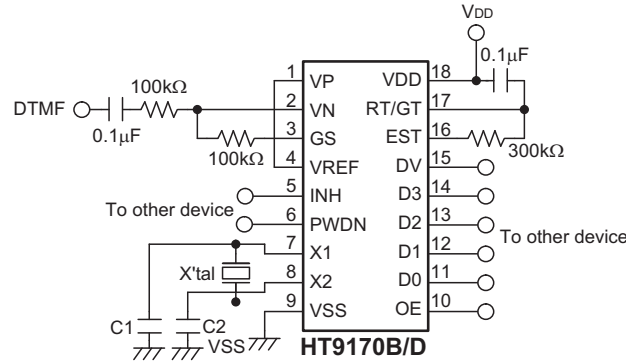 VDD
0.1μF
100kΩ
DTMF
0.1μF
100kΩ
1 VP
2 VN
3 GS
4 VREF
5 INH
6 PWDN
7 X1
8 X2
9 VSS
VDD 18
RT/GT 17
EST 16
DV 15
D3 14
D2 13
D1 12
D0 11
OE 10
300kΩ
To other device
To other device
X'tal
C1
C2
VSS
HT9170B/D